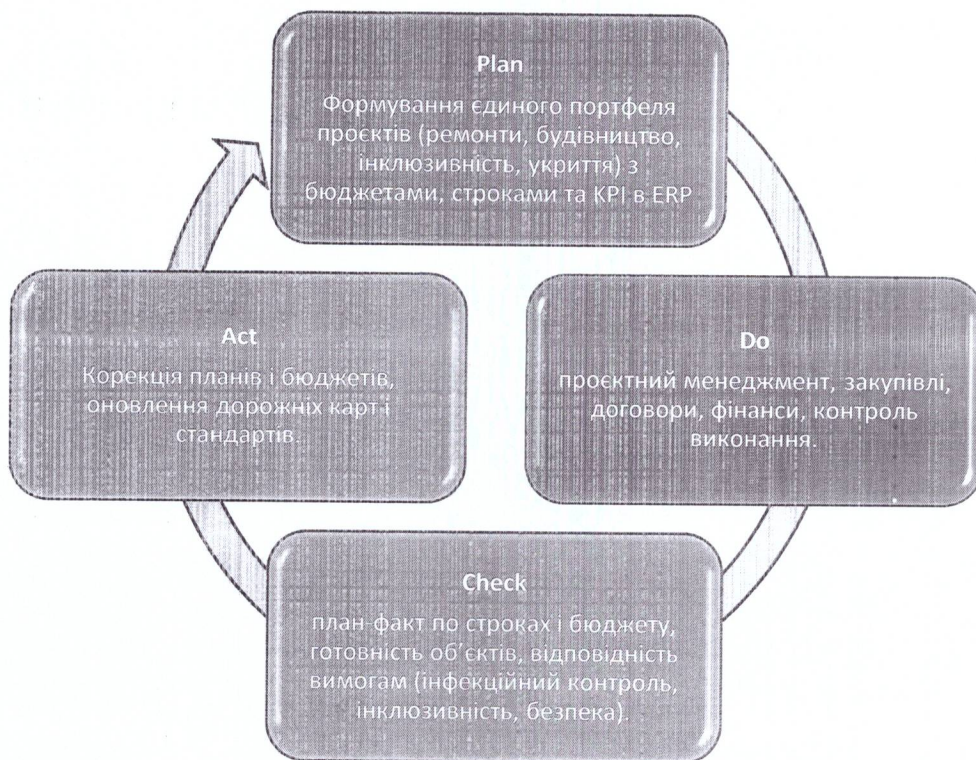 Plan
Формування єдиного портфеля
проєктів (ремонти, будівництво,
інклюзивність, укриття) з
бюджетами, строками та KPI в ERP
Do
проєктний менеджмент, закупівлі,
договори, фінанси, контроль
виконання.
Check
план-факт по строках і бюджету,
готовність об'єктів, відповідність
вимогам (інфекційний контроль,
інклюзивність, безпека).
Act
Корекція планів і бюджетів,
оновлення дорожніх карт і
стандартів.